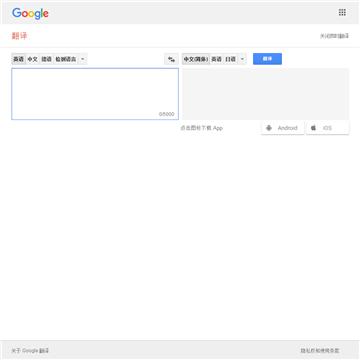 Google
翻译
关闭即时翻译
英语 中文 德语 检测语言
中文(简体) 英语 日语
翻译
0/5000
点击图标下载 App
Android
iOS
关于 Google 翻译
隐私权和使用条款